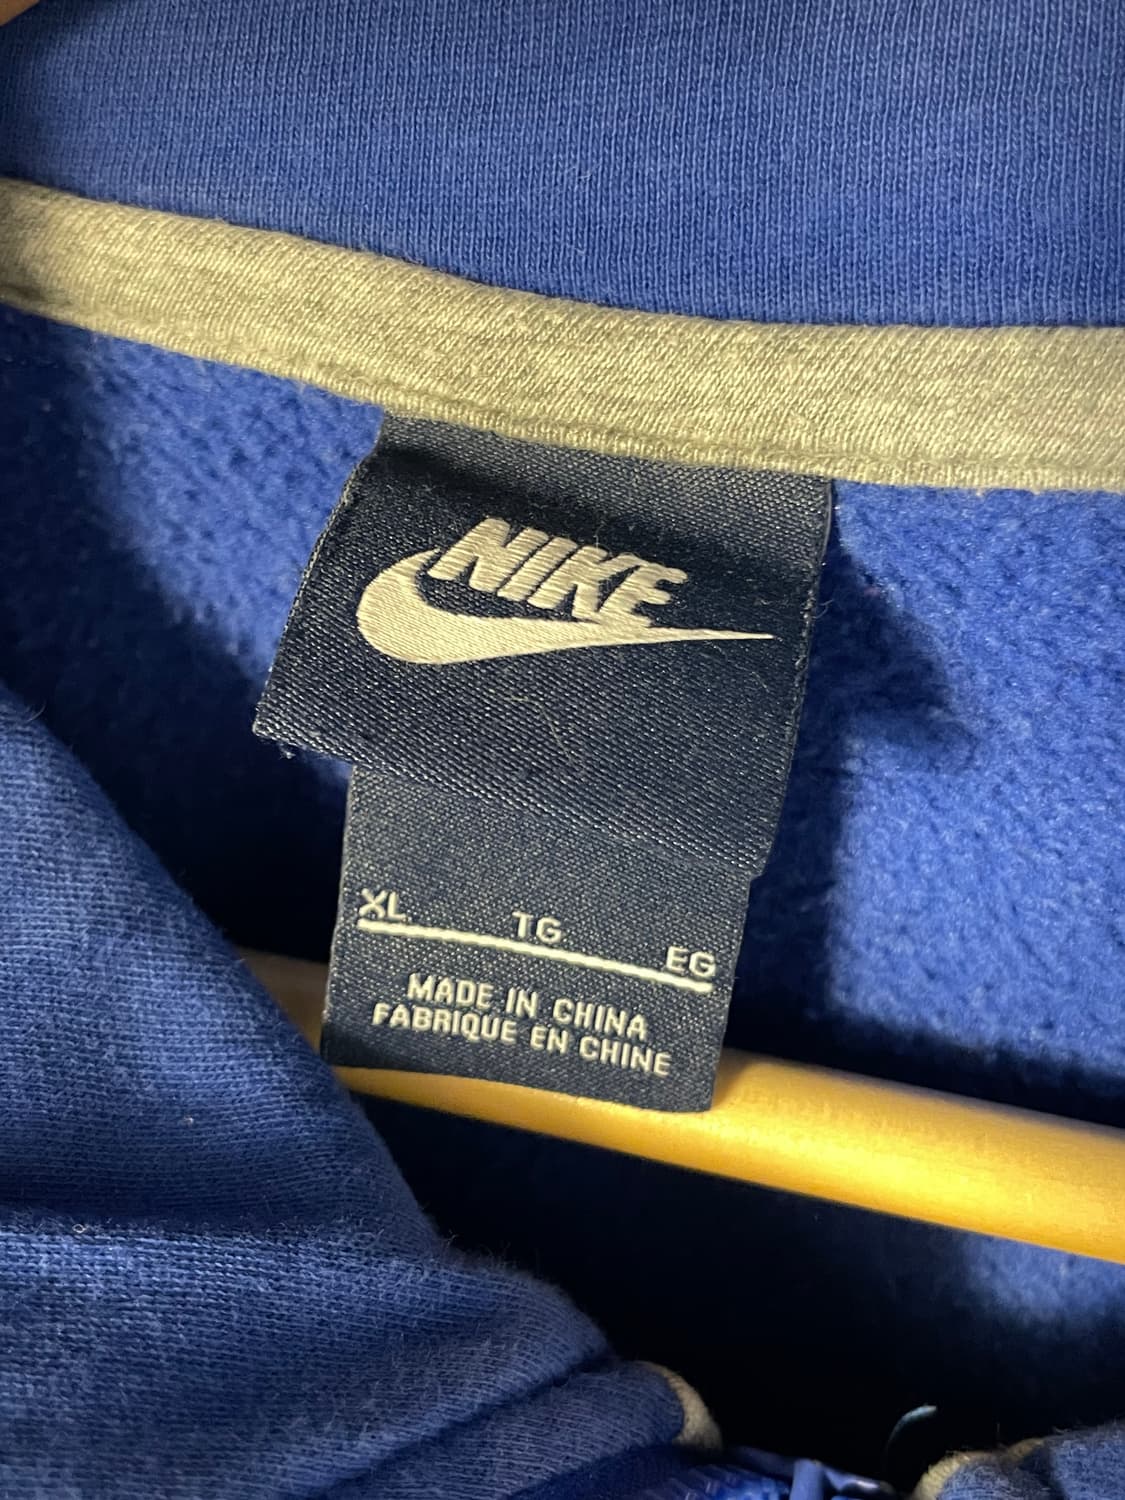 NIKE
XL TG EG
MADE IN CHINA
FABRIQUE EN CHINE